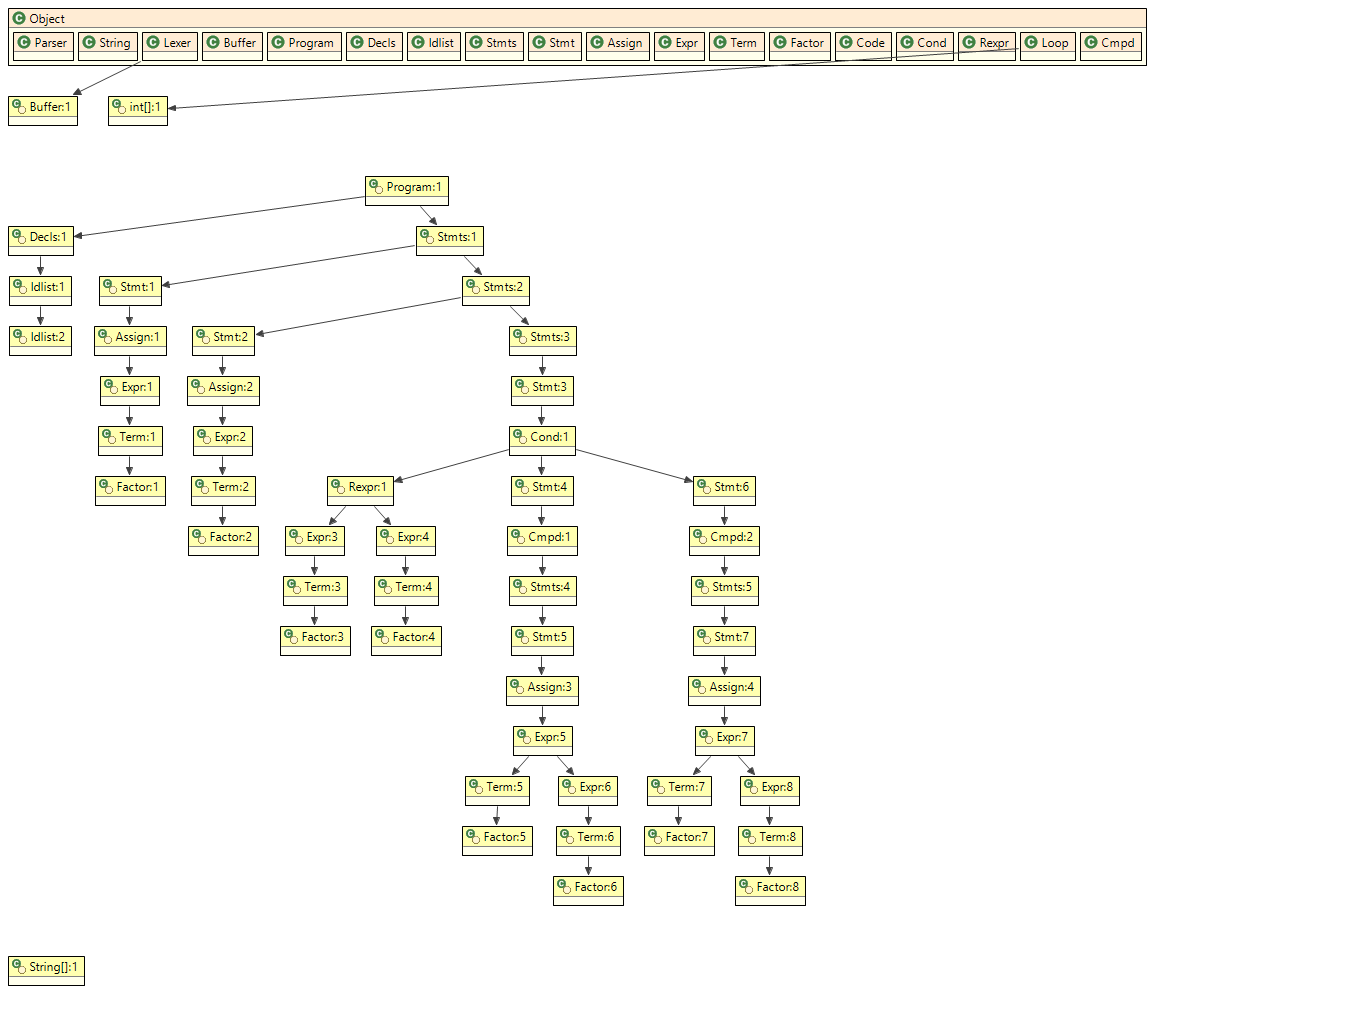 Object
Parser String Lexer Buffer Program Decls Idlist Stmts Stmt Assign Expr Term Factor Code Cond Rexpr Loop Cmpd
Buffer:1 int[]:1
Program:1
Decls:1 Stmts:1
Idlist:1 Stmt:1 Stmts:2
Idlist:2 Assign:1 Stmt:2 Stmts:3
Expr:1 Assign:2 Stmt:3
Term:1 Expr:2 Cond:1
Factor:1 Term:2 Rexpr:1 Stmt:4 Stmt:6
Factor:2 Expr:3 Expr:4 Cmpd:1 Cmpd:2
Term:3 Term:4 Stmts:4 Stmts:5
Factor:3 Factor:4 Stmt:5 Stmt:7
Assign:3 Assign:4
Expr:5 Expr:7
Term:5 Expr:6 Term:7 Expr:8
Factor:5 Term:6 Factor:7 Term:8
Factor:6 Factor:8
String[]:1